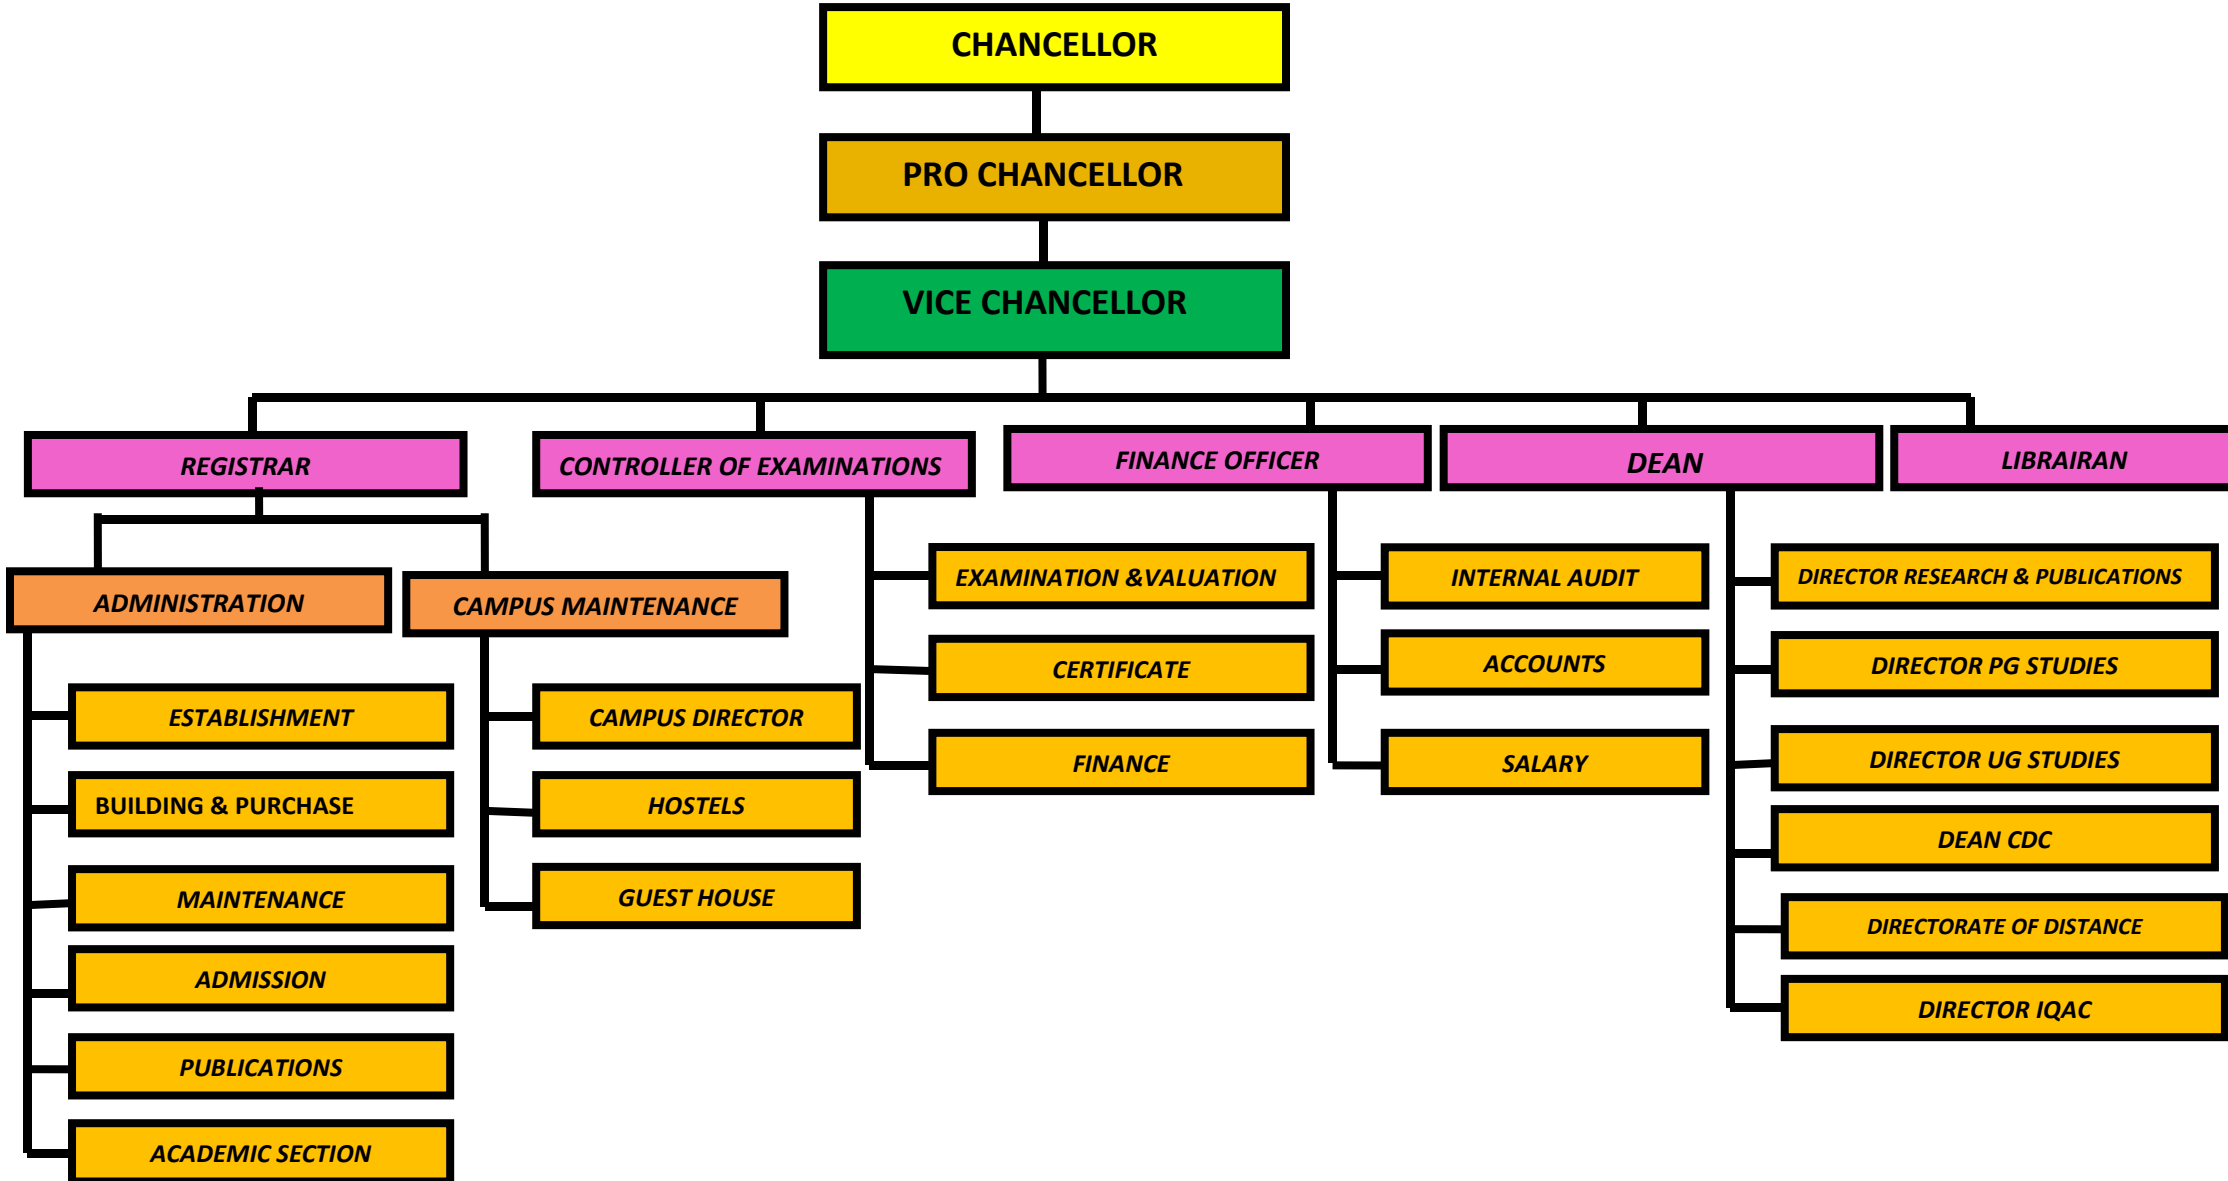 CHANCELLOR
PRO CHANCELLOR
VICE CHANCELLOR
REGISTRAR
CONTROLLER OF EXAMINATIONS
FINANCE OFFICER
DEAN
LIBRAIRAN
ADMINISTRATION
CAMPUS MAINTENANCE
ESTABLISHMENT
BUILDING & PURCHASE
MAINTENANCE
ADMISSION
PUBLICATIONS
ACADEMIC SECTION
CAMPUS DIRECTOR
HOSTELS
GUEST HOUSE
EXAMINATION &VALUATION
CERTIFICATE
FINANCE
INTERNAL AUDIT
ACCOUNTS
SALARY
DIRECTOR RESEARCH & PUBLICATIONS
DIRECTOR PG STUDIES
DIRECTOR UG STUDIES
DEAN CDC
DIRECTORATE OF DISTANCE
DIRECTOR IQAC